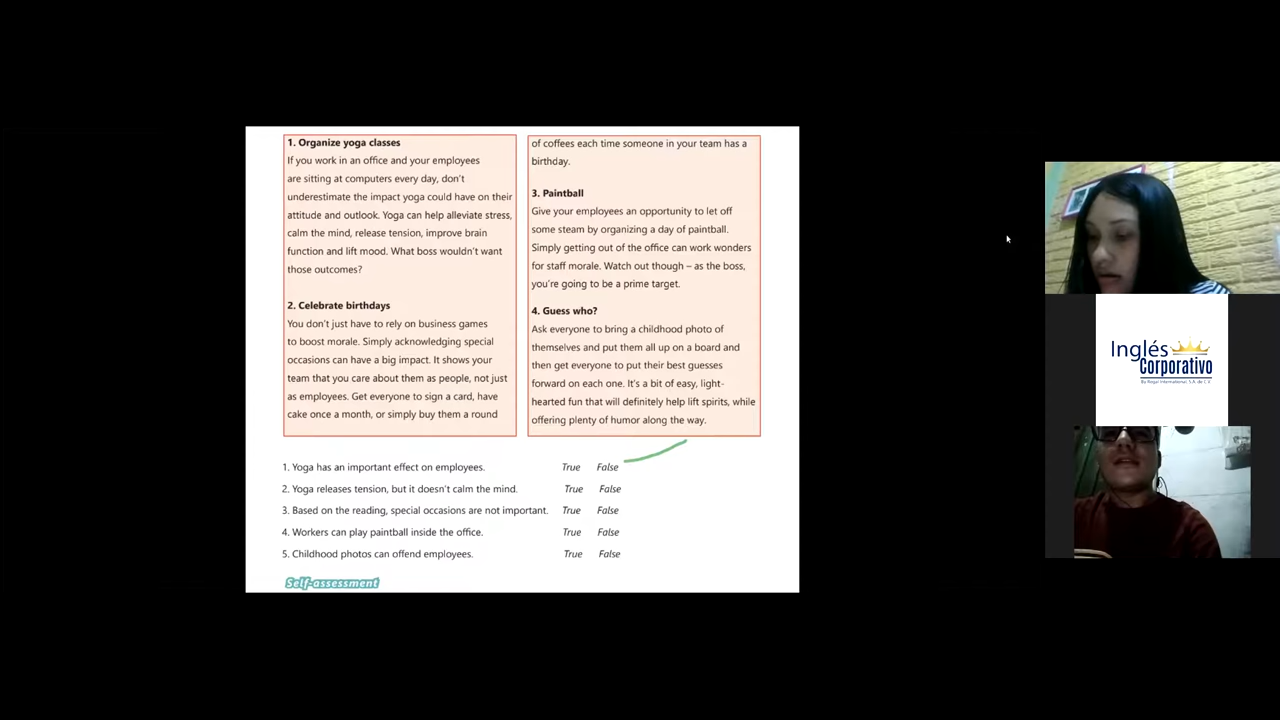 1. Organize yoga classes
If you work in an office and your employees
are sitting at computers every day, don't
underestimate the impact yoga could have on their
attitude and outlook. Yoga can help alleviate stress,
calm the mind, release tension, improve brain
function and lift mood. What boss wouldn't want
those outcomes?
2. Celebrate birthdays
You don't just have to rely on business games
to boost morale. Simply acknowledging special
occasions can have a big impact. It shows your
team that you care about them as people, not just
as employees. Get everyone to sign a card, have
cake once a month, or simply buy them a round
of coffees each time someone in your team has a
birthday.
3. Paintball
Give your employees an opportunity to let off
some steam by organizing a day of paintball.
Simply getting out of the office can work wonders
for staff morale. Watch out though – as the boss,
you're going to be a prime target.
4. Guess who?
Ask everyone to bring a childhood photo of
themselves and put them all up on a board and
then get everyone to put their best guesses
forward on each one. It's a bit of easy, light-
hearted fun that will definitely help lift spirits, while
offering plenty of humor along the way.
1. Yoga has an important effect on employees. True False
2. Yoga releases tension, but it doesn't calm the mind. True False
3. Based on the reading, special occasions are not important. True False
4. Workers can play paintball inside the office. True False
5. Childhood photos can offend employees. True False
Self-assessment
Inglés
Corporativo
By Regal International, S.A. de C.V.